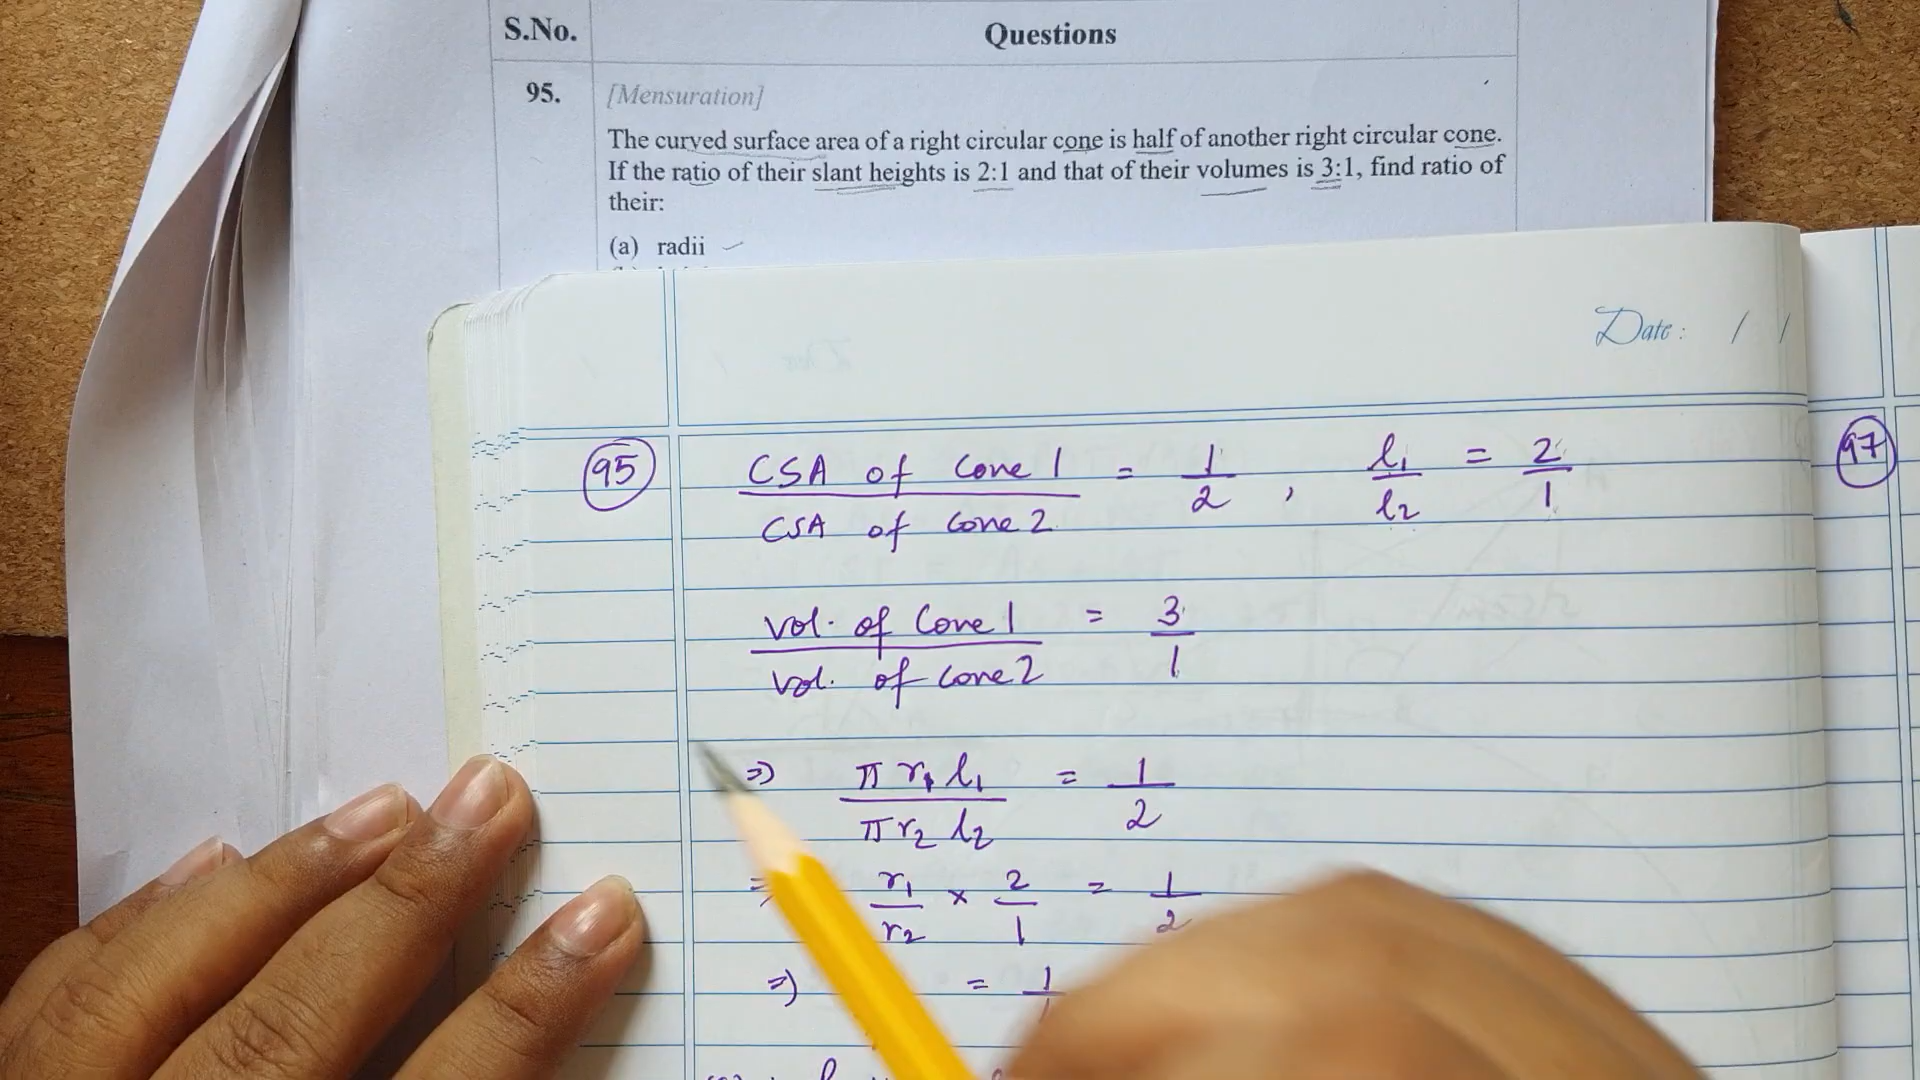 S.No. Questions
95. [Mensuration]
The curved surface area of a right circular cone is half of another right circular cone.
If the ratio of their slant heights is 2:1 and that of their volumes is 3:1, find ratio of
their:
(a) radii
Date: / /
95 CSA of Cone 1 / CSA of Cone 2 = 1/2 , l₁/l₂ = 2/1
97
Vol. of Cone 1 / Vol. of Cone 2 = 3/1
⇒ π r₁ l₁ / π r₂ l₂ = 1/2
⇒ r₁/r₂ × 2/1 = 1/2
⇒ = 1